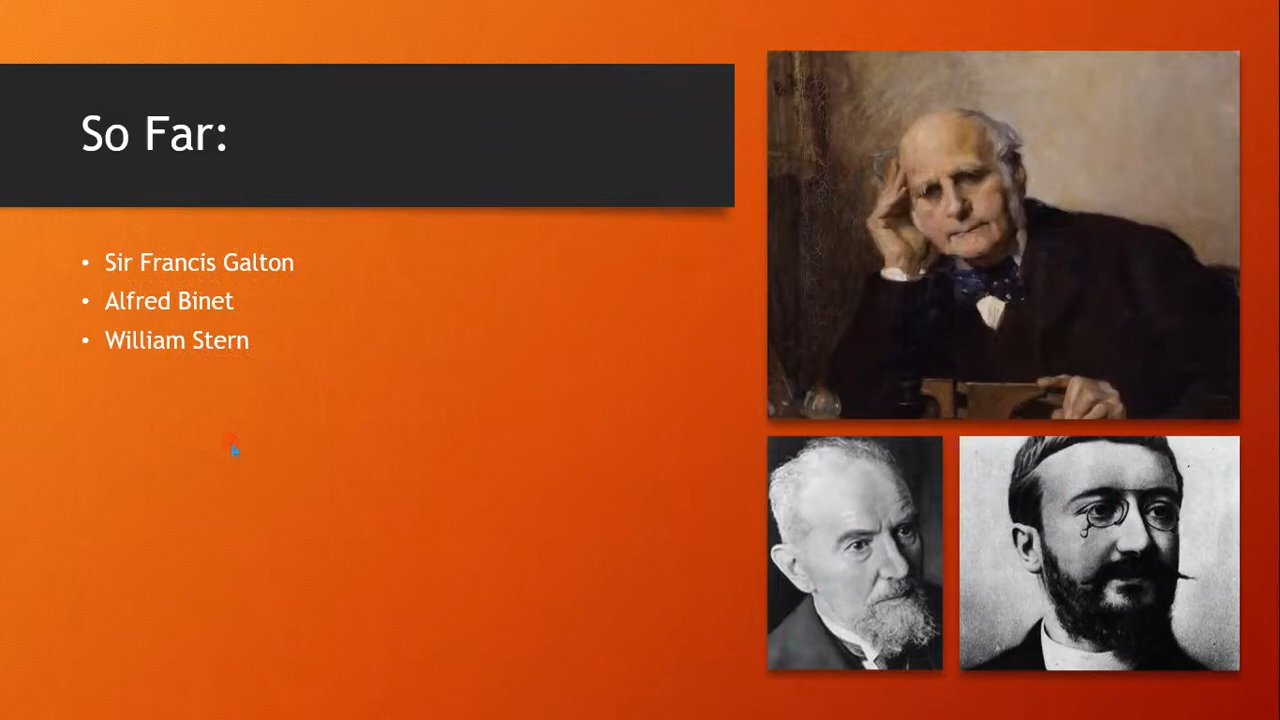 So Far:
• Sir Francis Galton
• Alfred Binet
• William Stern